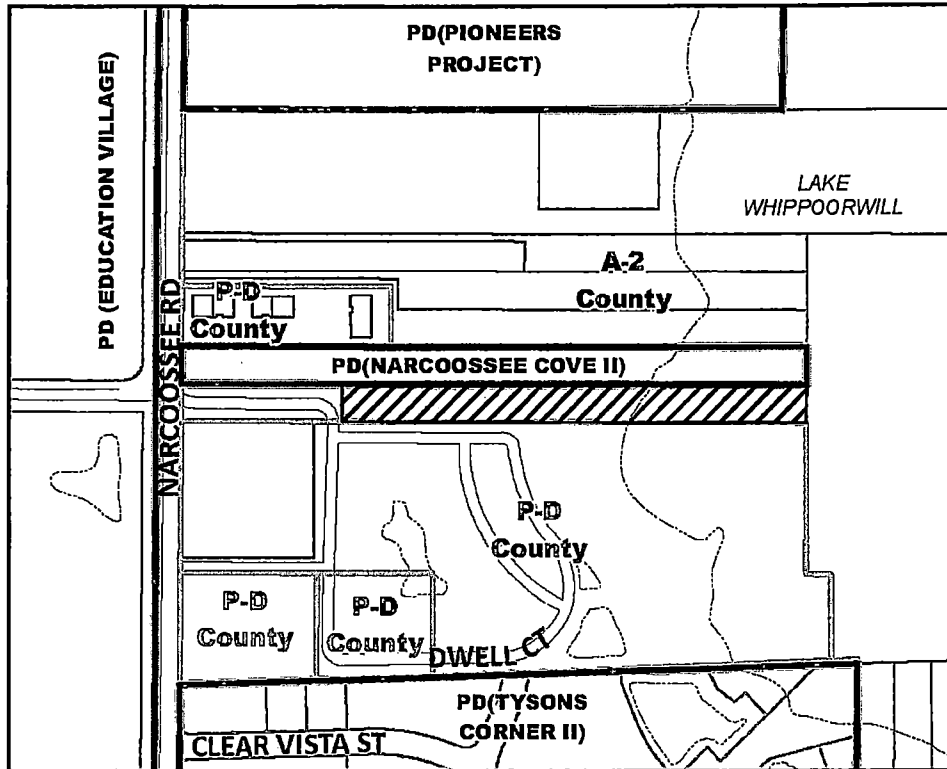 PD(PIONEERS
PROJECT)
PD (EDUCATION VILLAGE)
LAKE
WHIPPOORWILL
A-2
County
P-D
County
NARCOOSSEE RD
PD(NARCOOSSEE COVE II)
P-D
County
P-D
County
P-D
County
DWELL CT
PD(TYSONS
CORNER II)
CLEAR VISTA ST